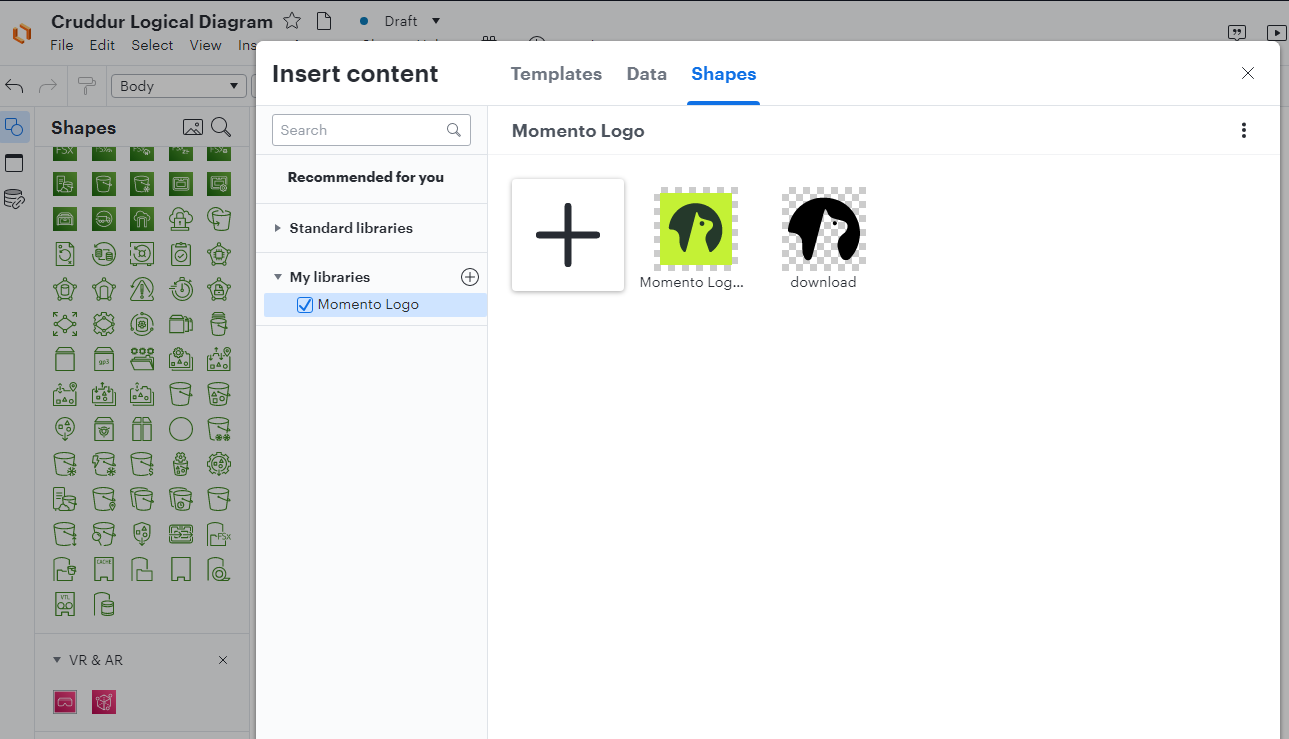 Cruddur Logical Diagram
Draft
File Edit Select View Ins
Body
Insert content
Templates Data Shapes
Shapes
Search
Momento Logo
Recommended for you
Standard libraries
My libraries
Momento Logo
Momento Log...
download
FSx
gp3
FSx
CACHE
VTL
VR & AR